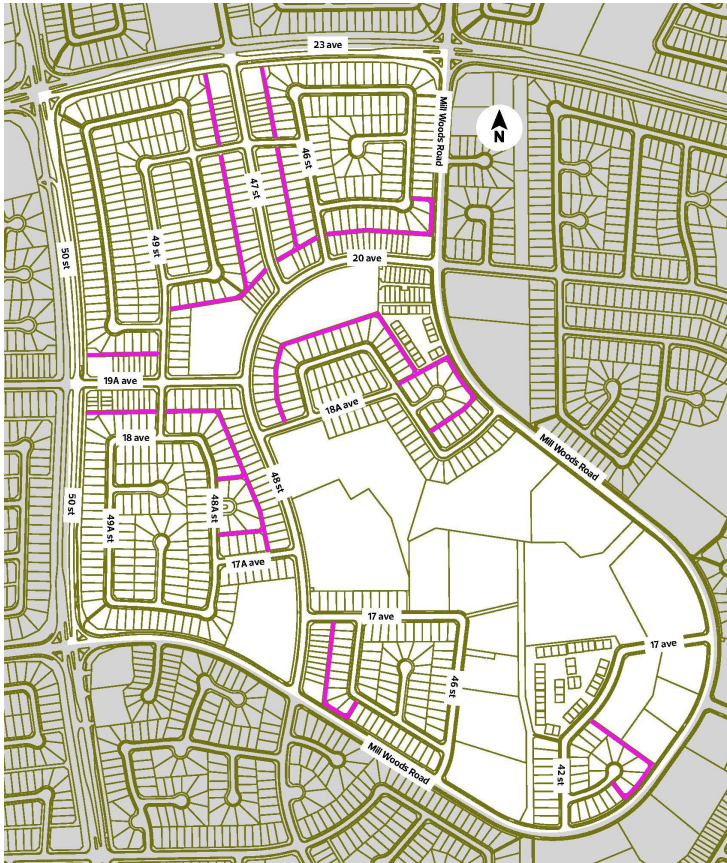 23 ave
Mill Woods Road
N
46 st
47 st
49 st
50 st
20 ave
19A ave
18A ave
18 ave
Mill Woods Road
48 st
50 st
49A st
48A st
17A ave
17 ave
17 ave
46 st
Mill Woods Road
42 st